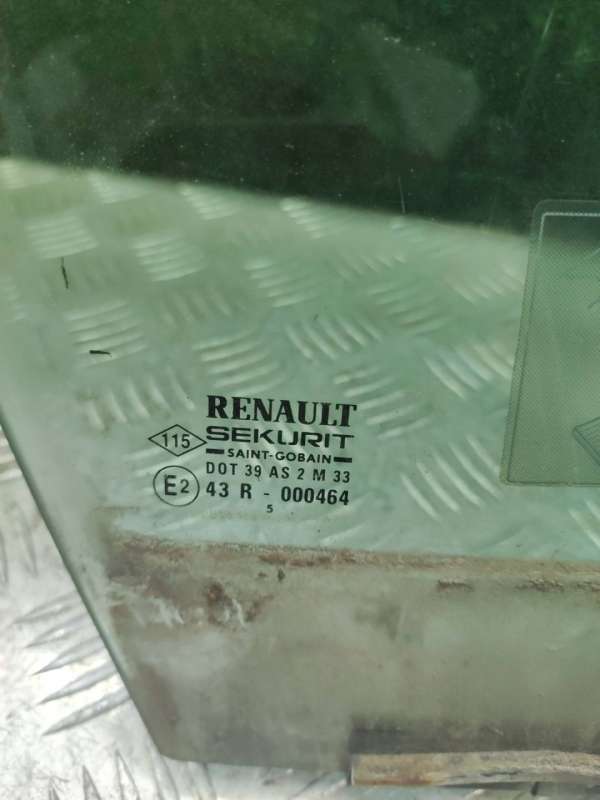 RENAULT
115 SEKURIT
SAINT-GOBAIN
DOT 39 AS 2 M 33
E2 43 R - 000464
5